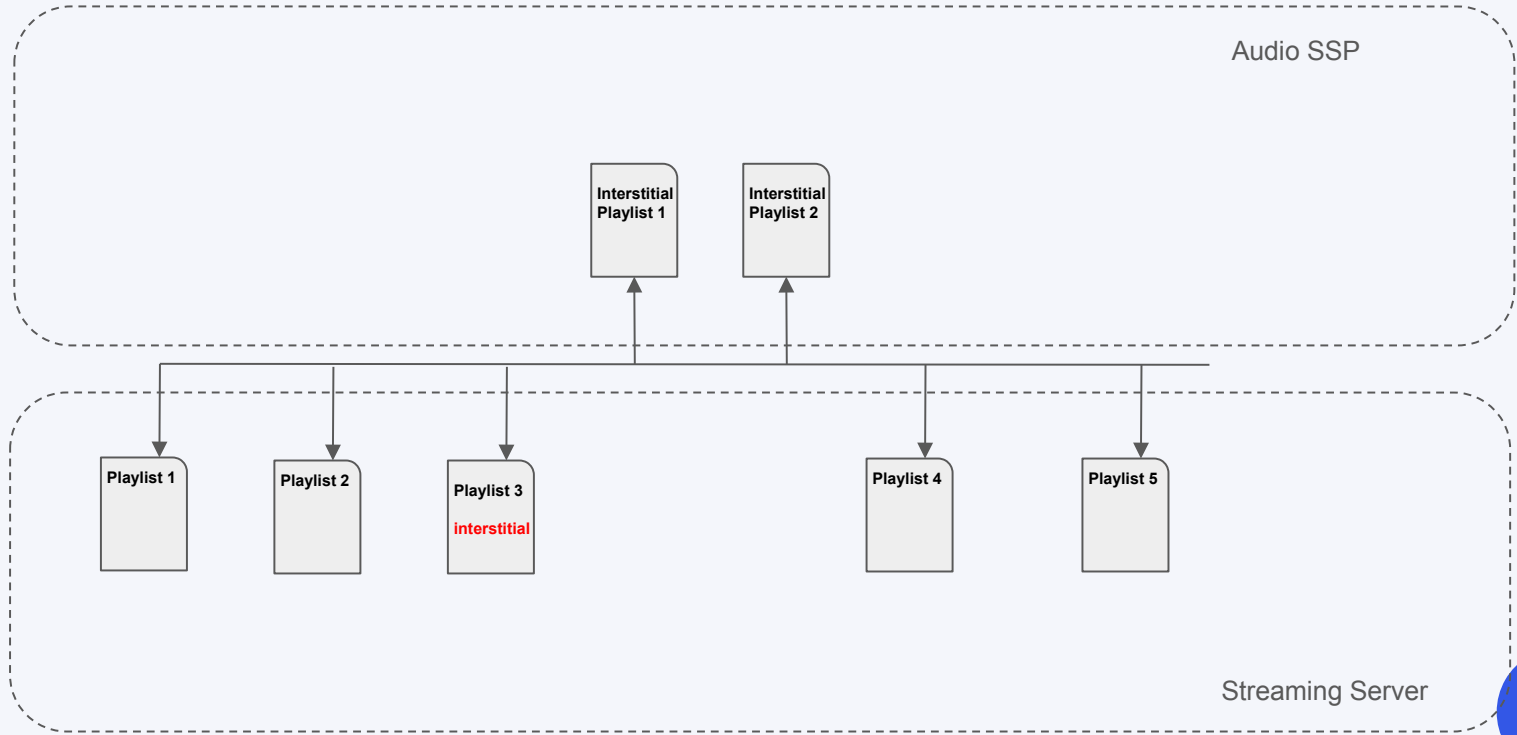 Audio SSP
Interstitial
Playlist 1
Interstitial
Playlist 2
Playlist 1
Playlist 2
Playlist 3
interstitial
Playlist 4
Playlist 5
Streaming Server